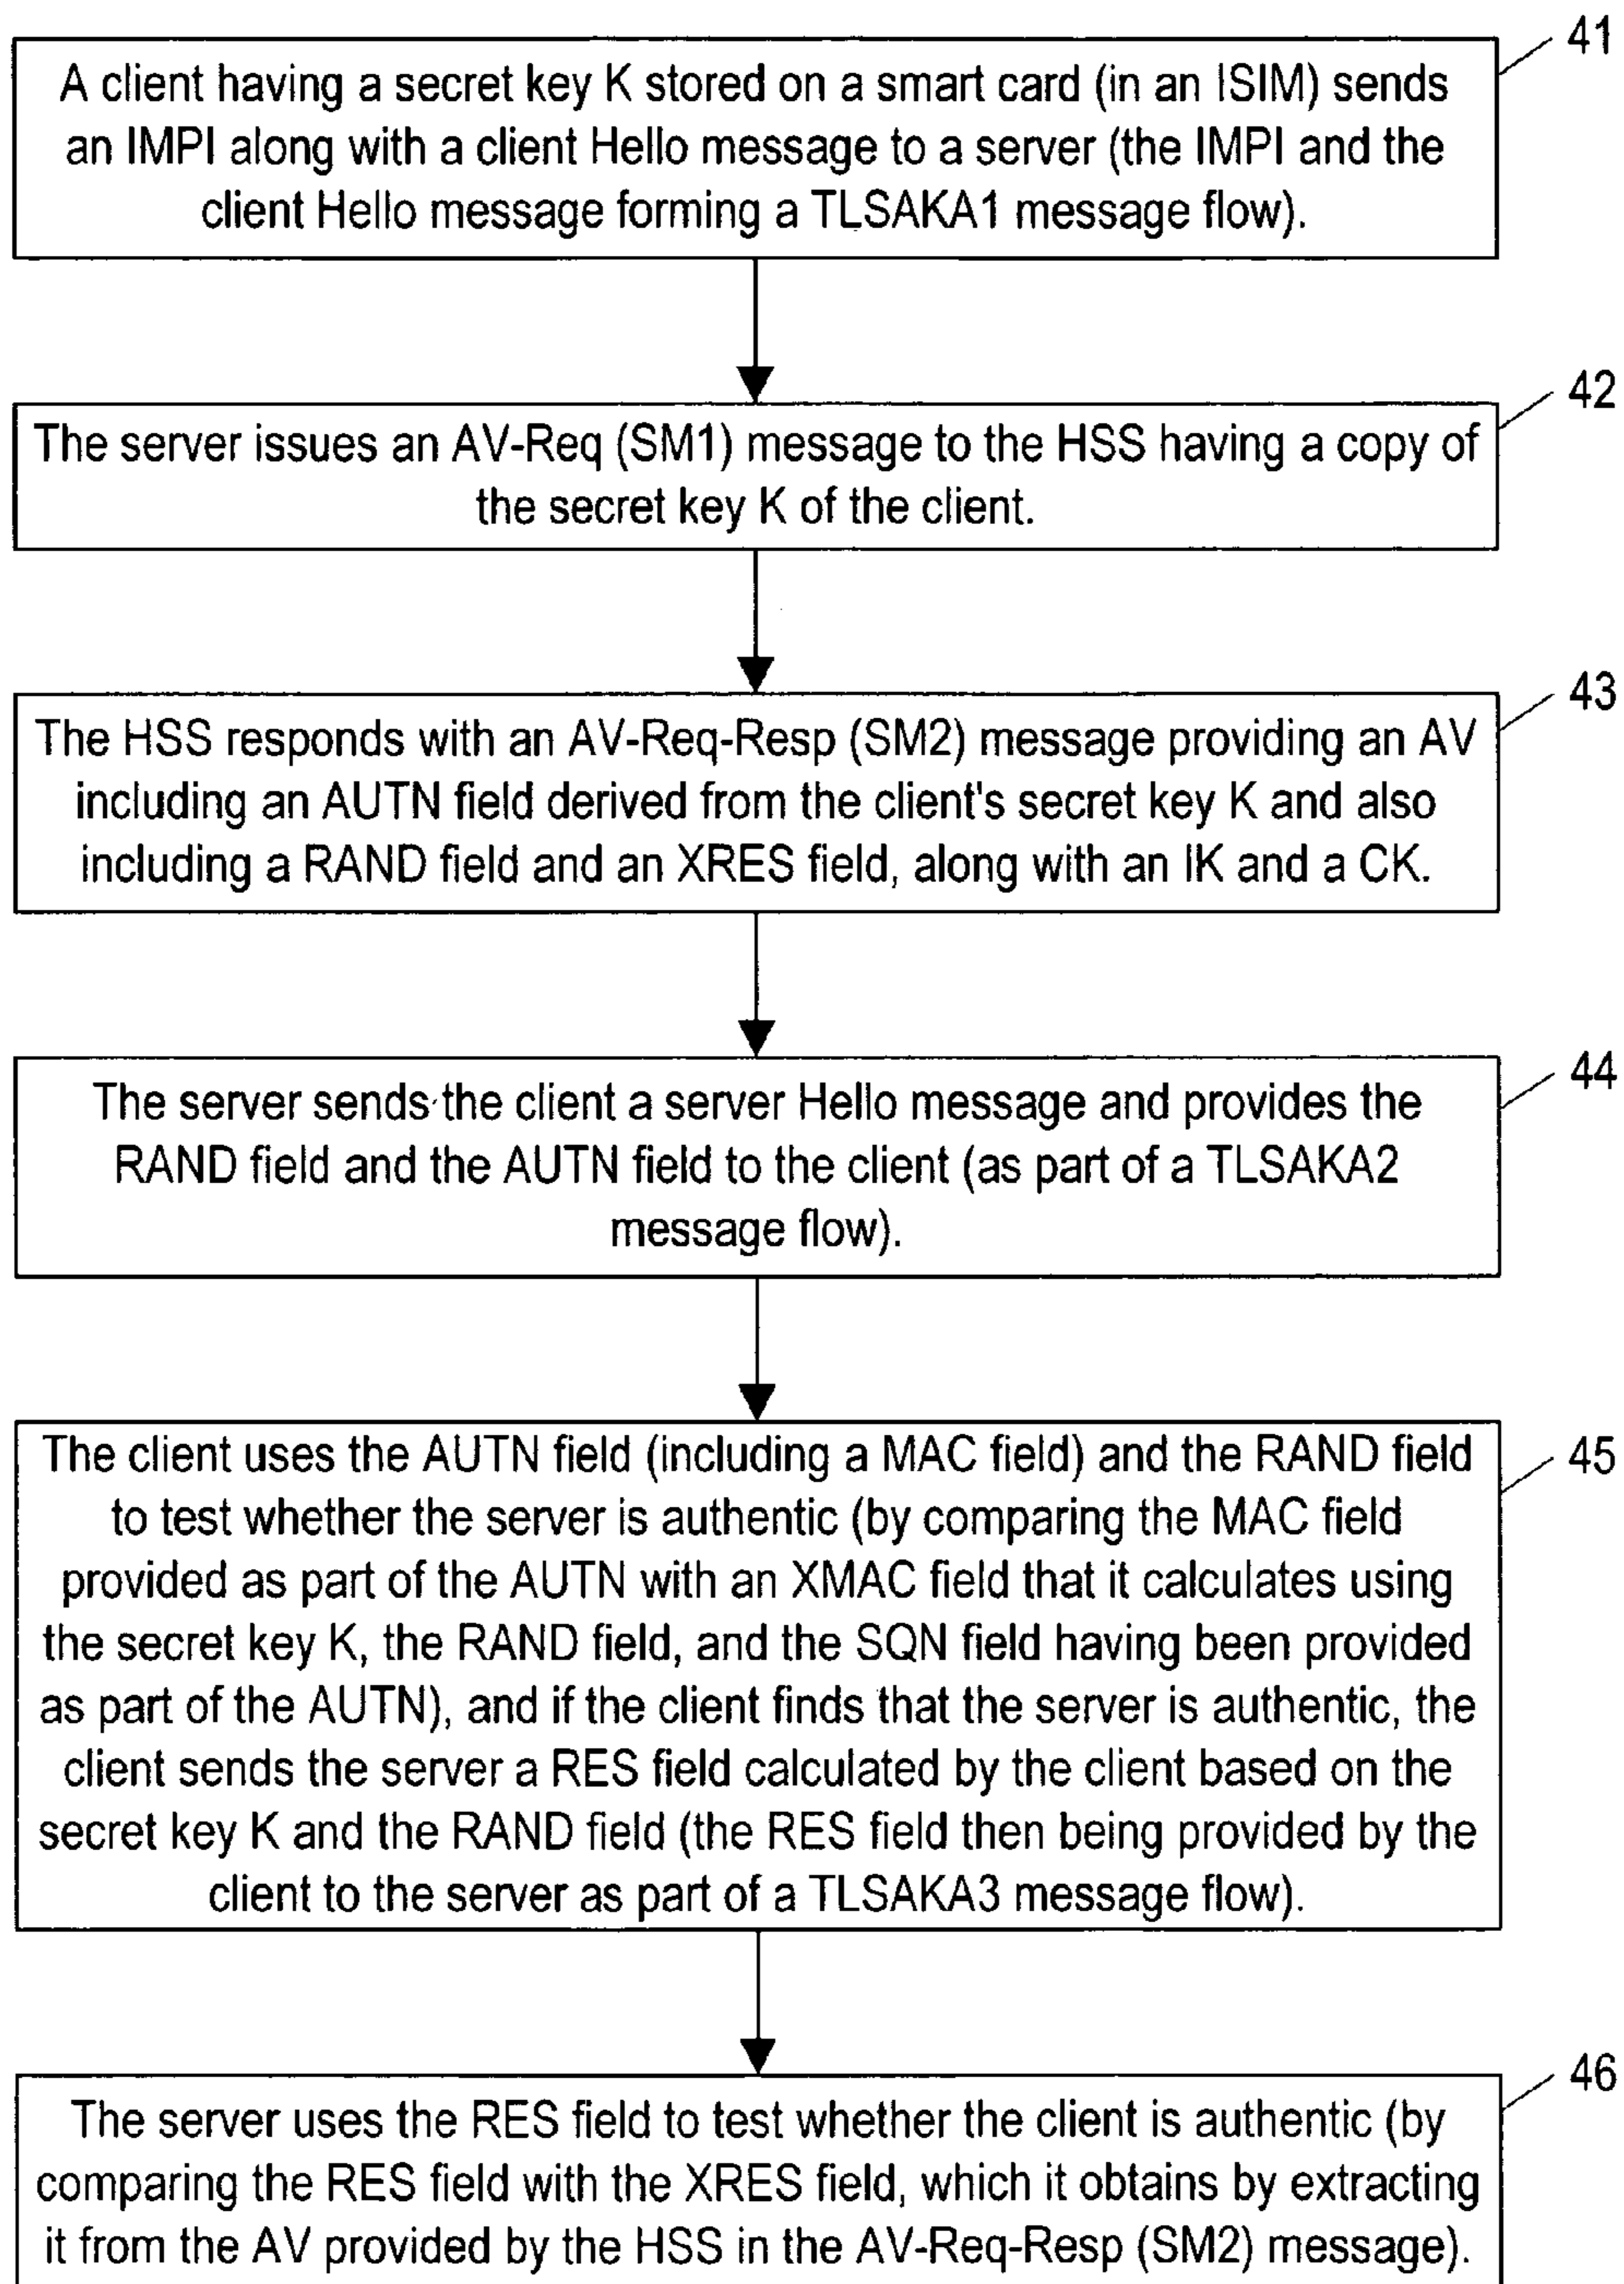 41
A client having a secret key K stored on a smart card (in an ISIM) sends
an IMPI along with a client Hello message to a server (the IMPI and the
client Hello message forming a TLSAKA1 message flow).
42
The server issues an AV-Req (SM1) message to the HSS having a copy of
the secret key K of the client.
43
The HSS responds with an AV-Req-Resp (SM2) message providing an AV
including an AUTN field derived from the client's secret key K and also
including a RAND field and an XRES field, along with an IK and a CK.
44
The server sends the client a server Hello message and provides the
RAND field and the AUTN field to the client (as part of a TLSAKA2
message flow).
45
The client uses the AUTN field (including a MAC field) and the RAND field
to test whether the server is authentic (by comparing the MAC field
provided as part of the AUTN with an XMAC field that it calculates using
the secret key K, the RAND field, and the SQN field having been provided
as part of the AUTN), and if the client finds that the server is authentic, the
client sends the server a RES field calculated by the client based on the
secret key K and the RAND field (the RES field then being provided by the
client to the server as part of a TLSAKA3 message flow).
46
The server uses the RES field to test whether the client is authentic (by
comparing the RES field with the XRES field, which it obtains by extracting
it from the AV provided by the HSS in the AV-Req-Resp (SM2) message).